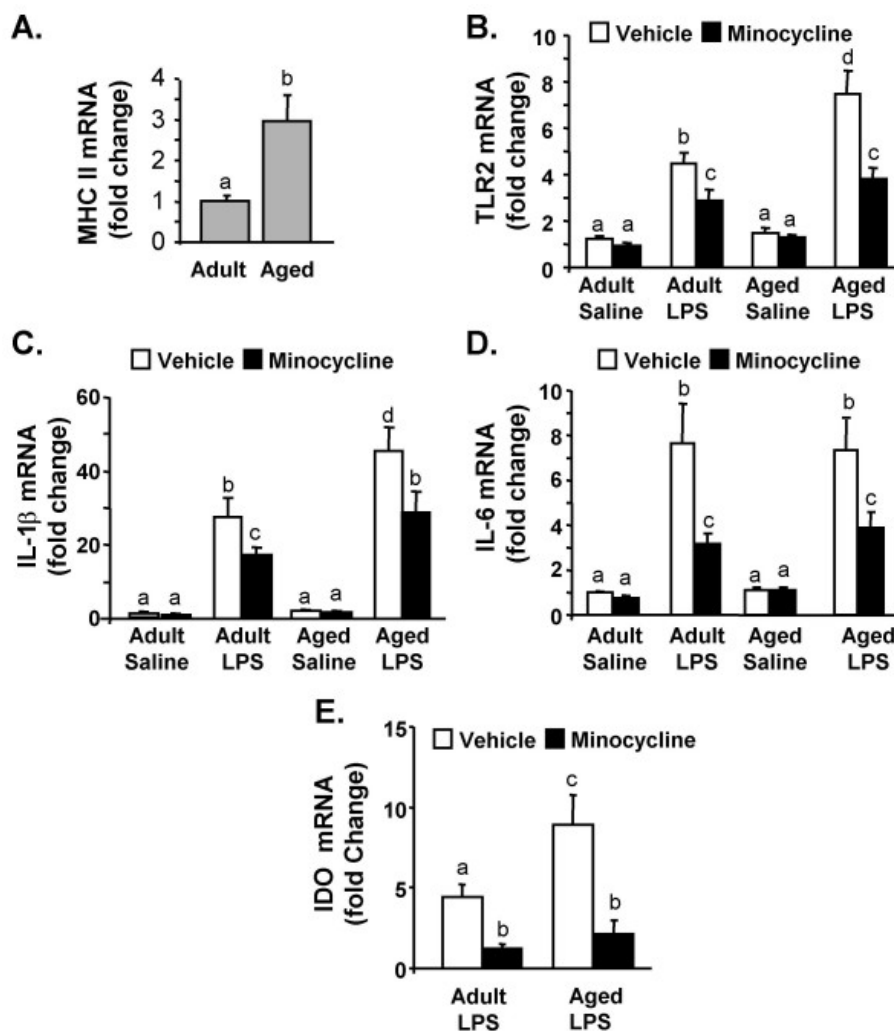 A.
MHC II mRNA
(fold change)
4
3
2
1
0
a
b
Adult Aged
B.
Vehicle Minocycline
TLR2 mRNA
(fold change)
10
8
6
4
2
0
a a b c a a d c
Adult Saline
Adult LPS
Aged Saline
Aged LPS
C.
Vehicle Minocycline
IL-1β mRNA
(fold change)
60
40
20
0
a a b c a a d b
Adult Saline
Adult LPS
Aged Saline
Aged LPS
D.
Vehicle Minocycline
IL-6 mRNA
(fold change)
10
8
6
4
2
0
a a b c a a b c
Adult Saline
Adult LPS
Aged Saline
Aged LPS
E.
Vehicle Minocycline
IDO mRNA
(fold Change)
15
10
5
0
a b c b
Adult LPS
Aged LPS